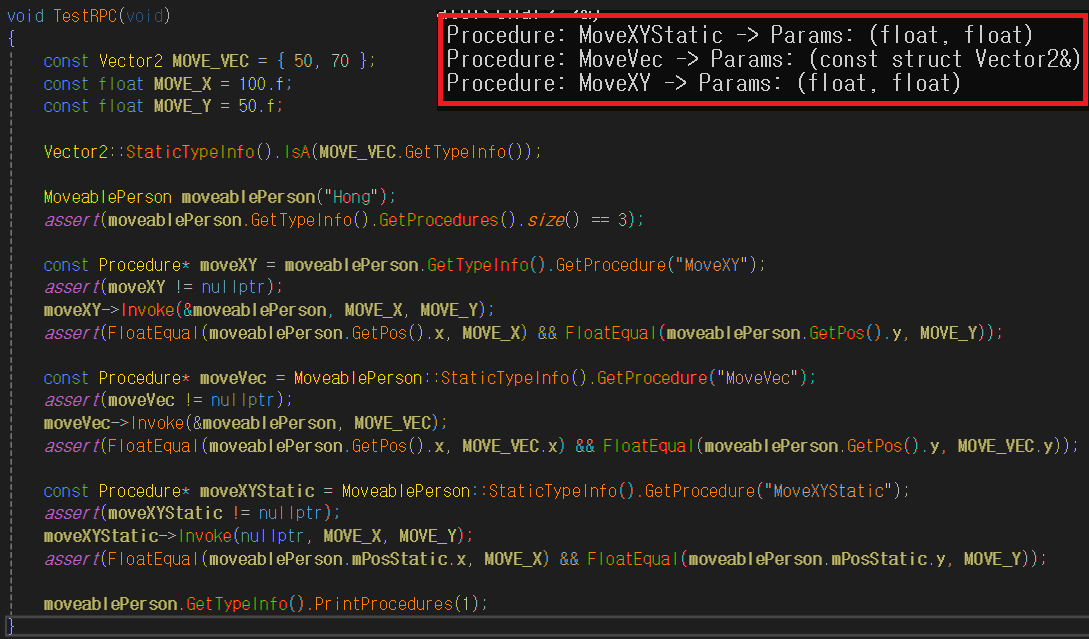 void TestRPC(void)
{
const Vector2 MOVE_VEC = { 50, 70 };
const float MOVE_X = 100.f;
const float MOVE_Y = 50.f;
Vector2::StaticTypeInfo().IsA(MOVE_VEC.GetTypeInfo());
MoveablePerson moveablePerson("Hong");
assert(moveablePerson.GetTypeInfo().GetProcedures().size() == 3);
const Procedure* moveXY = moveablePerson.GetTypeInfo().GetProcedure("MoveXY");
assert(moveXY != nullptr);
moveXY->Invoke(&moveablePerson, MOVE_X, MOVE_Y);
assert(FloatEqual(moveablePerson.GetPos().x, MOVE_X) && FloatEqual(moveablePerson.GetPos().y, MOVE_Y));
const Procedure* moveVec = MoveablePerson::StaticTypeInfo().GetProcedure("MoveVec");
assert(moveVec != nullptr);
moveVec->Invoke(&moveablePerson, MOVE_VEC);
assert(FloatEqual(moveablePerson.GetPos().x, MOVE_VEC.x) && FloatEqual(moveablePerson.GetPos().y, MOVE_VEC.y));
const Procedure* moveXYStatic = MoveablePerson::StaticTypeInfo().GetProcedure("MoveXYStatic");
assert(moveXYStatic != nullptr);
moveXYStatic->Invoke(nullptr, MOVE_X, MOVE_Y);
assert(FloatEqual(moveablePerson.mPosStatic.x, MOVE_X) && FloatEqual(moveablePerson.mPosStatic.y, MOVE_Y));
moveablePerson.GetTypeInfo().PrintProcedures(1);
}
Procedure: MoveXYStatic -> Params: (float, float)
Procedure: MoveVec -> Params: (const struct Vector2&)
Procedure: MoveXY -> Params: (float, float)